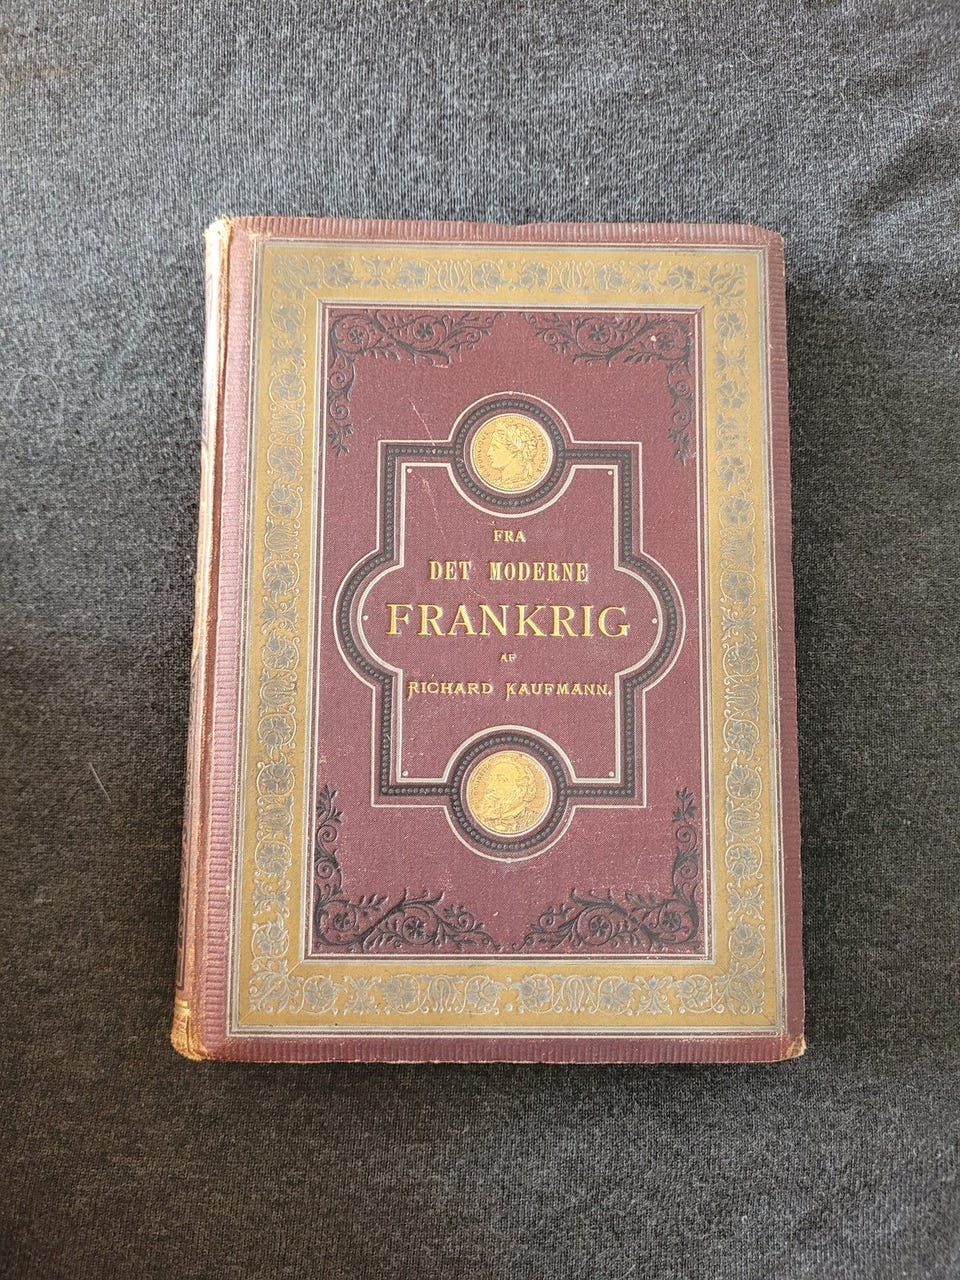 FRA
DET MODERNE
FRANKRIG
AF
RICHARD KAUFMANN.